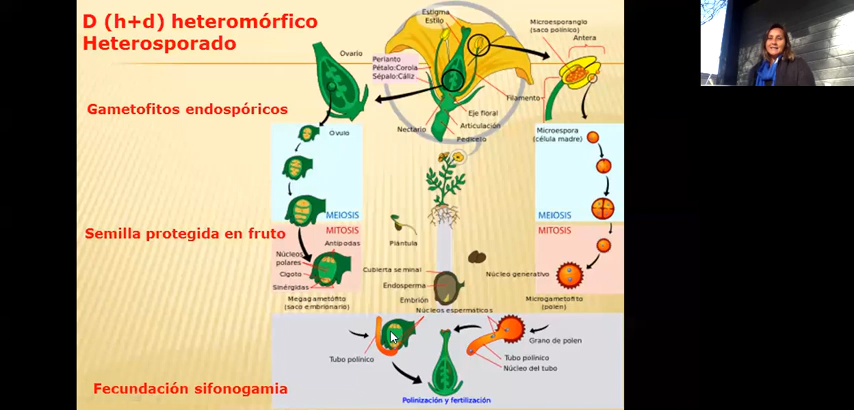 D (h+d) heteromórfico
Heterosporado
Estigma
Estilo
Ovario
Perianto
Pétalo:Corola
Sépalo:Cáliz
Microesporangio
(saco polínico)
Antera
Filamento
Eje floral
Articulación
Nectario
Pedicelo
Gametofitos endospóricos
Óvulo
Microespora
(célula madre)
MEIOSIS
MEIOSIS
Semilla protegida en fruto
MITOSIS
MITOSIS
Antípodas
Núcleos
polares
Cigoto
Sinérgidas
Megagametófito
(saco embrionario)
Plántula
Cubierta seminal
Endosperma
Embrión
Núcleo generativo
Microgametofito
(polen)
Núcleos espermáticos
Grano de polen
Tubo polínico
Tubo polínico
Núcleo del tubo
Fecundación sifonogamia
Polinización y fertilización